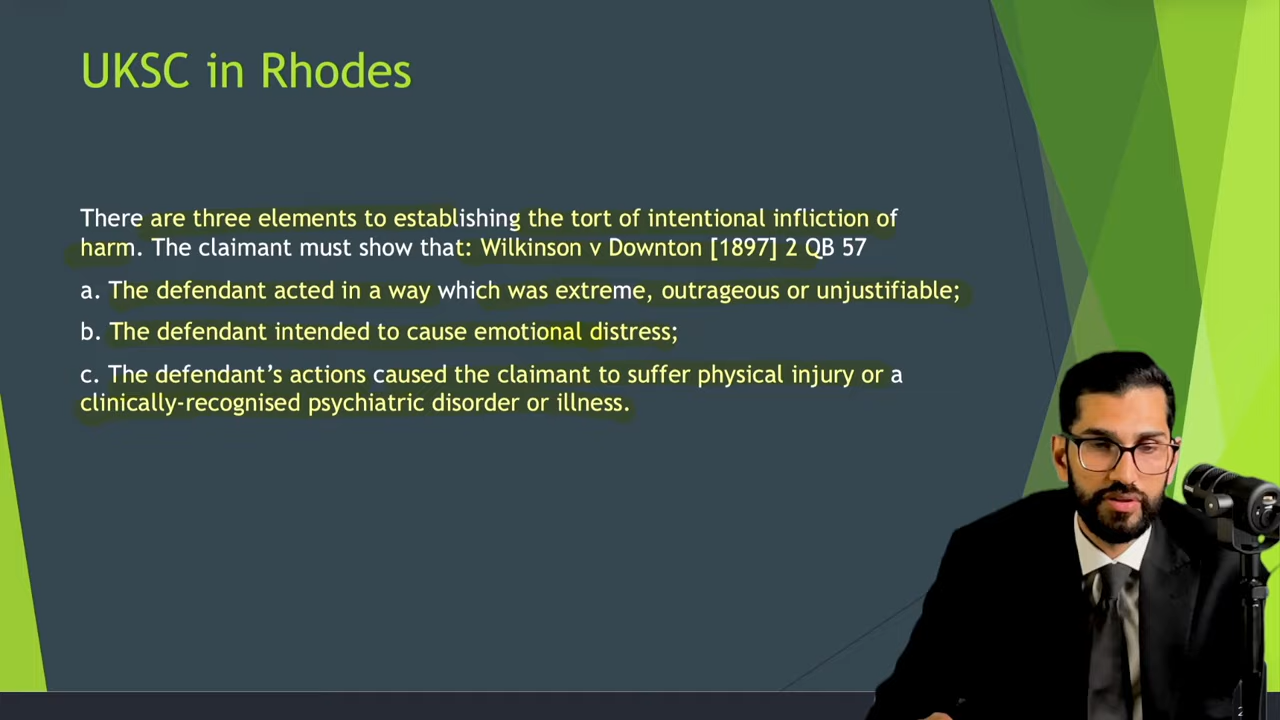 UKSC in Rhodes
There are three elements to establishing the tort of intentional infliction of
harm. The claimant must show that: Wilkinson v Downton [1897] 2 QB 57
a. The defendant acted in a way which was extreme, outrageous or unjustifiable;
b. The defendant intended to cause emotional distress;
c. The defendant’s actions caused the claimant to suffer physical injury or a
clinically-recognised psychiatric disorder or illness.